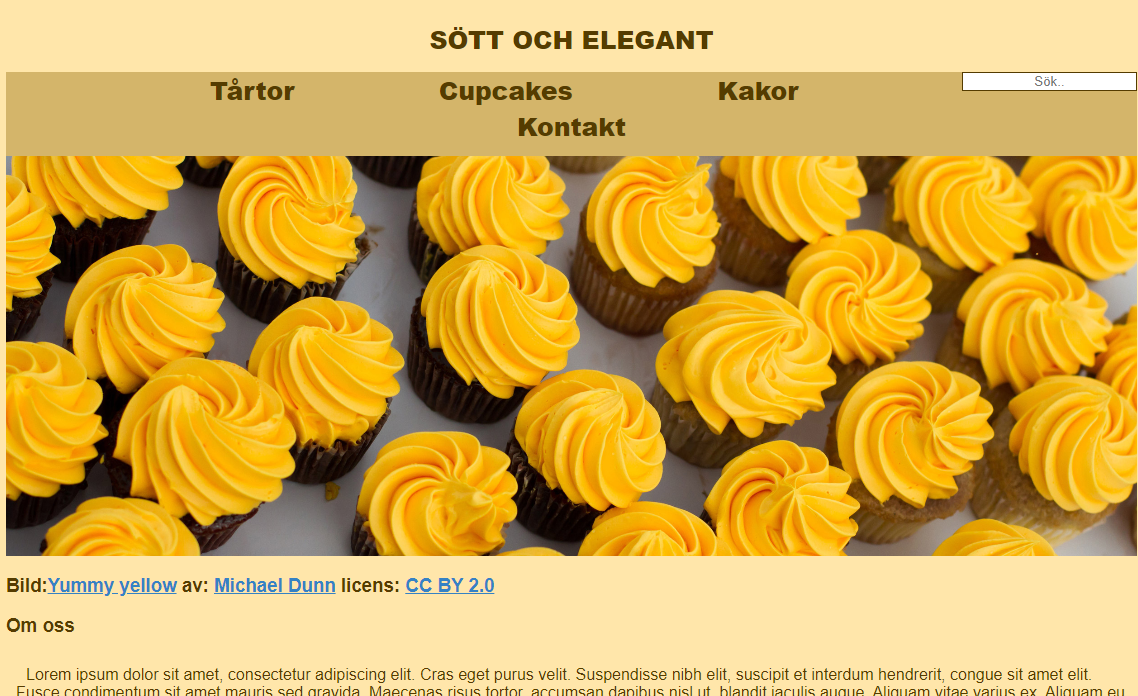 SÖTT OCH ELEGANT
Tårtor Cupcakes Kakor Sök..
Kontakt
Bild:Yummy yellow av: Michael Dunn licens: CC BY 2.0
Om oss
Lorem ipsum dolor sit amet, consectetur adipiscing elit. Cras eget purus velit. Suspendisse nibh elit, suscipit et interdum hendrerit, congue sit amet elit.
Fusce condimentum sit amet mauris sed gravida. Maecenas risus tortor, accumsan dapibus nisl ut, blandit iaculis augue. Aliquam vitae varius ex. Aliquam eu